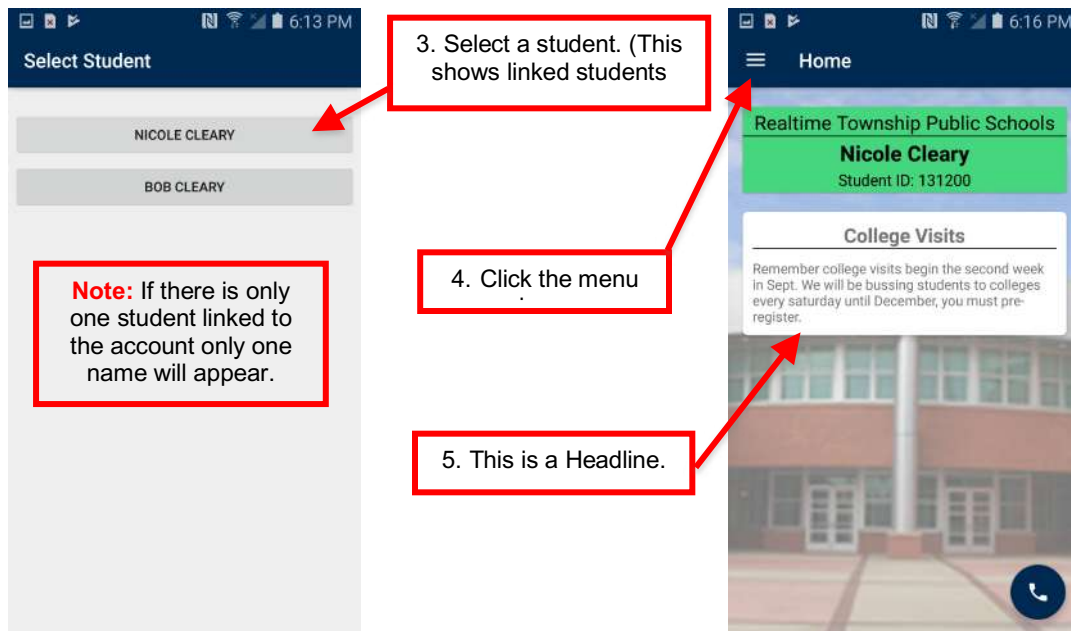 6:13 PM
Select Student
NICOLE CLEARY
BOB CLEARY
Note: If there is only
one student linked to
the account only one
name will appear.
3. Select a student. (This
shows linked students
4. Click the menu
5. This is a Headline.
6:16 PM
Home
Realtime Township Public Schools
Nicole Cleary
Student ID: 131200
College Visits
Remember college visits begin the second week
in Sept. We will be bussing students to colleges
every saturday until December, you must pre-
register.